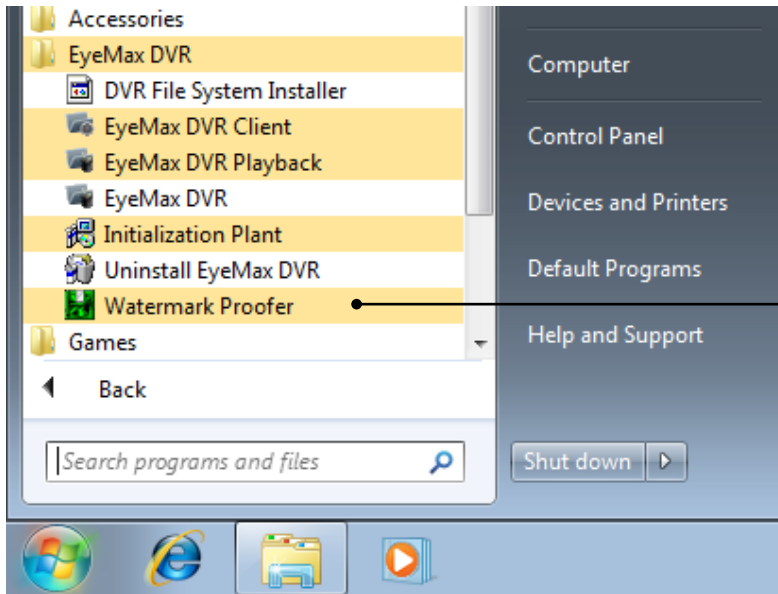 Accessories
EyeMax DVR
DVR File System Installer
EyeMax DVR Client
EyeMax DVR Playback
EyeMax DVR
Initialization Plant
Uninstall EyeMax DVR
Watermark Proofer
Games
Back
Search programs and files
Computer
Control Panel
Devices and Printers
Default Programs
Help and Support
Shut down